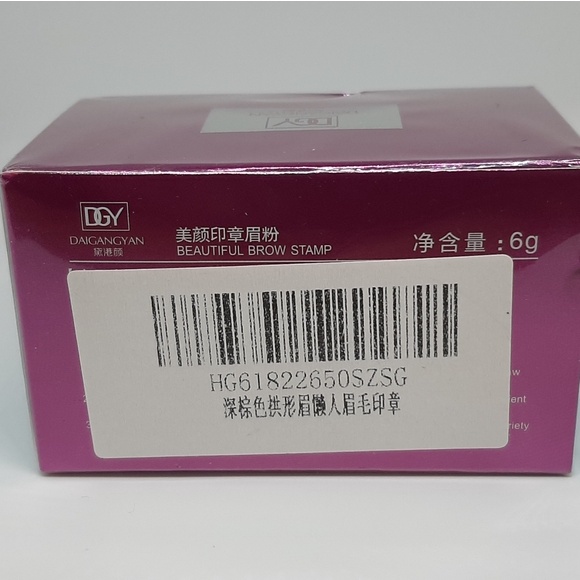 DGY
DGY
DAIGANGYAN
黛港颜
美颜印章眉粉
BEAUTIFUL BROW STAMP
净含量：6g
HG61822650SZSG
深棕色拱形眉懒人眉毛印章